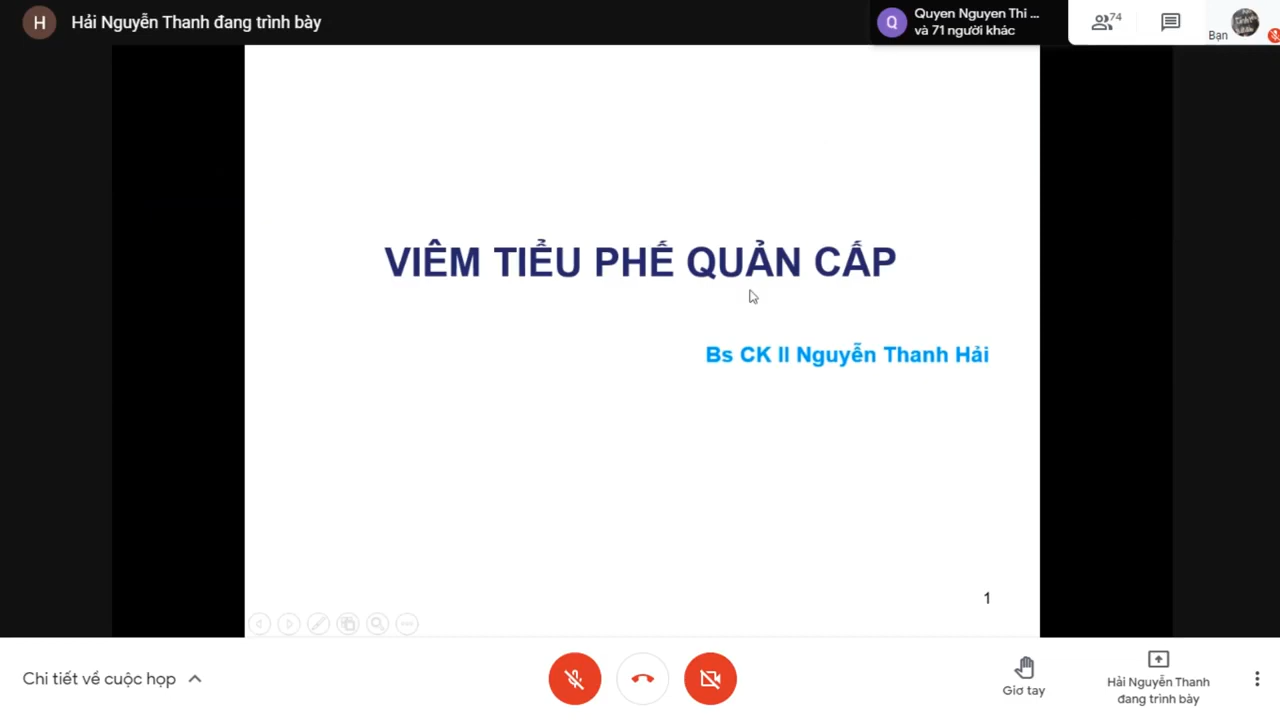 H
Hải Nguyễn Thanh đang trình bày
Q
Quyen Nguyen Thi ...
và 71 người khác
74
Bạn
VIÊM TIỂU PHẾ QUẢN CẤP
Bs CK II Nguyễn Thanh Hải
1
Chi tiết về cuộc họp
Giơ tay
Hải Nguyễn Thanh
đang trình bày